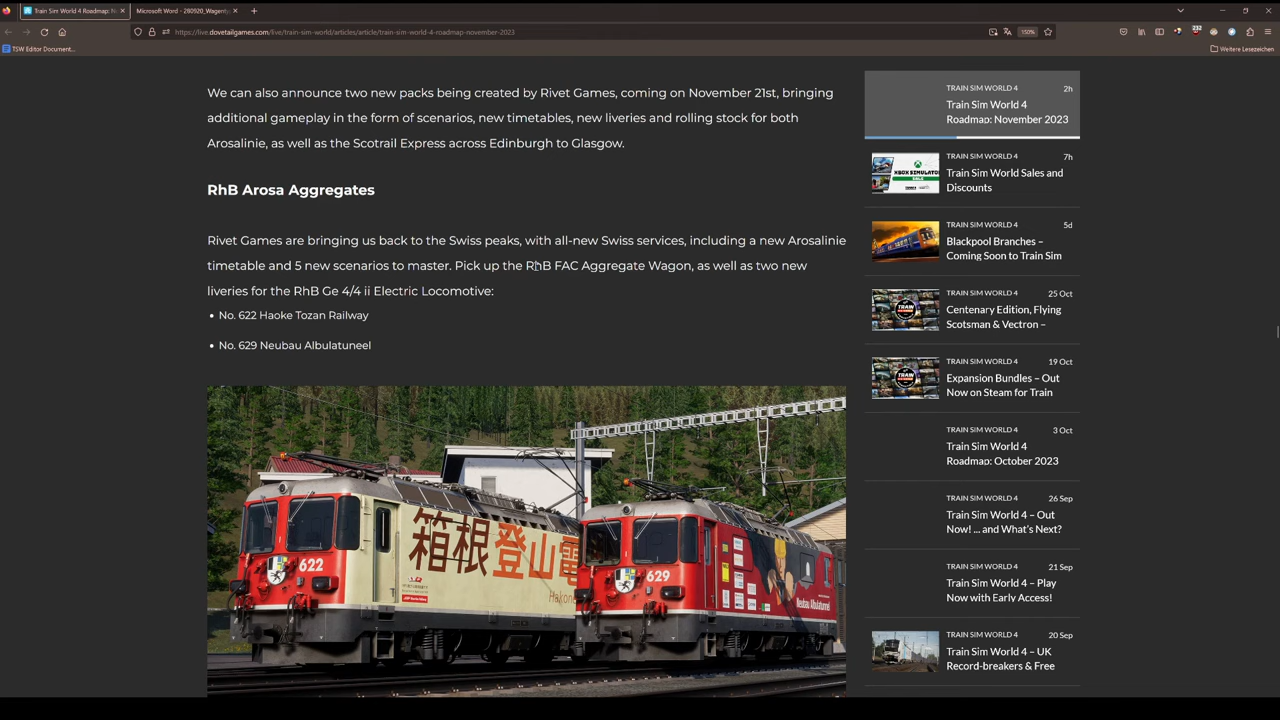 Train Sim World 4 Roadmap: N
Microsoft Word - 280920_Wagent
https://live.dovetailgames.com/live/train-sim-world/articles/article/train-sim-world-4-roadmap-november-2023
150%
232
TSW Editor Document...
Weitere Lesezeichen
We can also announce two new packs being created by Rivet Games, coming on November 21st, bringing
additional gameplay in the form of scenarios, new timetables, new liveries and rolling stock for both
Arosalinie, as well as the Scotrail Express across Edinburgh to Glasgow.
RhB Arosa Aggregates
Rivet Games are bringing us back to the Swiss peaks, with all-new Swiss services, including a new Arosalinie
timetable and 5 new scenarios to master. Pick up the RhB FAC Aggregate Wagon, as well as two new
liveries for the RhB Ge 4/4 ii Electric Locomotive:
• No. 622 Haoke Tozan Railway
• No. 629 Neubau Albulatuneel
622
箱根登山電
Hakone
629
Neubau Albulatunnel
TRAIN SIM WORLD 4 2h
Train Sim World 4
Roadmap: November 2023
TRAIN SIM WORLD 4 7h
Train Sim World Sales and
Discounts
XBOX SIMULATOR
SALE
TRAIN SIM WORLD 4 5d
Blackpool Branches –
Coming Soon to Train Sim
TRAIN SIM WORLD 4 25 Oct
Centenary Edition, Flying
Scotsman & Vectron –
TRAIN SIM WORLD 4 19 Oct
Expansion Bundles – Out
Now on Steam for Train
TRAIN SIM WORLD 4 3 Oct
Train Sim World 4
Roadmap: October 2023
TRAIN SIM WORLD 4 26 Sep
Train Sim World 4 – Out
Now! ... and What's Next?
TRAIN SIM WORLD 4 21 Sep
Train Sim World 4 – Play
Now with Early Access!
TRAIN SIM WORLD 4 20 Sep
Train Sim World 4 – UK
Record-breakers & Free